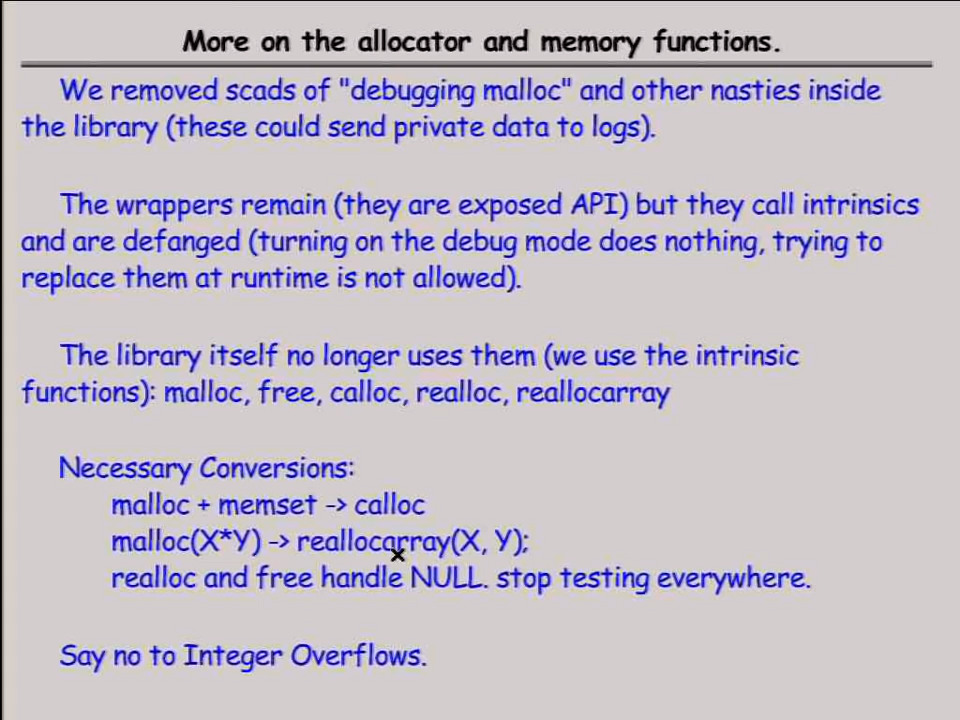 More on the allocator and memory functions.
We removed scads of "debugging malloc" and other nasties inside
the library (these could send private data to logs).
The wrappers remain (they are exposed API) but they call intrinsics
and are defanged (turning on the debug mode does nothing, trying to
replace them at runtime is not allowed).
The library itself no longer uses them (we use the intrinsic
functions): malloc, free, calloc, realloc, reallocarray
Necessary Conversions:
malloc + memset -> calloc
malloc(X*Y) -> reallocarray(X, Y);
realloc and free handle NULL. stop testing everywhere.
Say no to Integer Overflows.